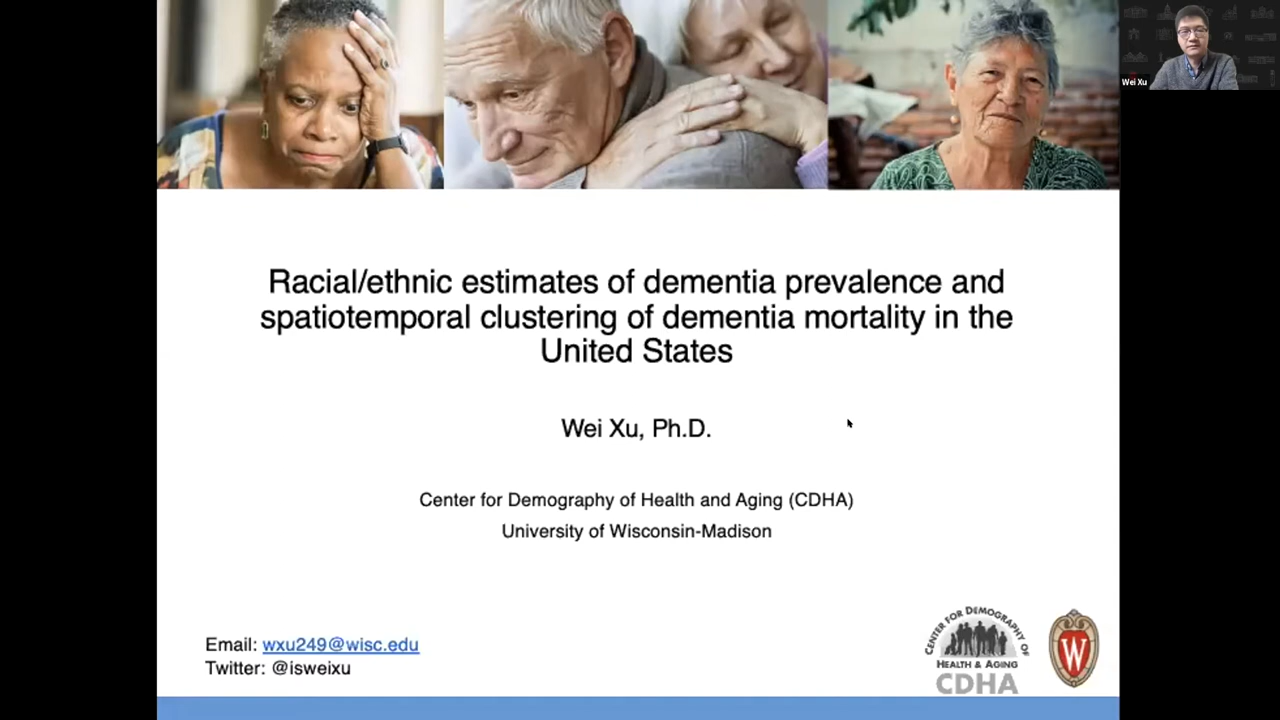 Wei Xu
Racial/ethnic estimates of dementia prevalence and
spatiotemporal clustering of dementia mortality in the
United States
Wei Xu, Ph.D.
Center for Demography of Health and Aging (CDHA)
University of Wisconsin-Madison
Email: wxu249@wisc.edu
Twitter: @isweixu
CENTER FOR DEMOGRAPHY OF
HEALTH & AGING
CDHA
W